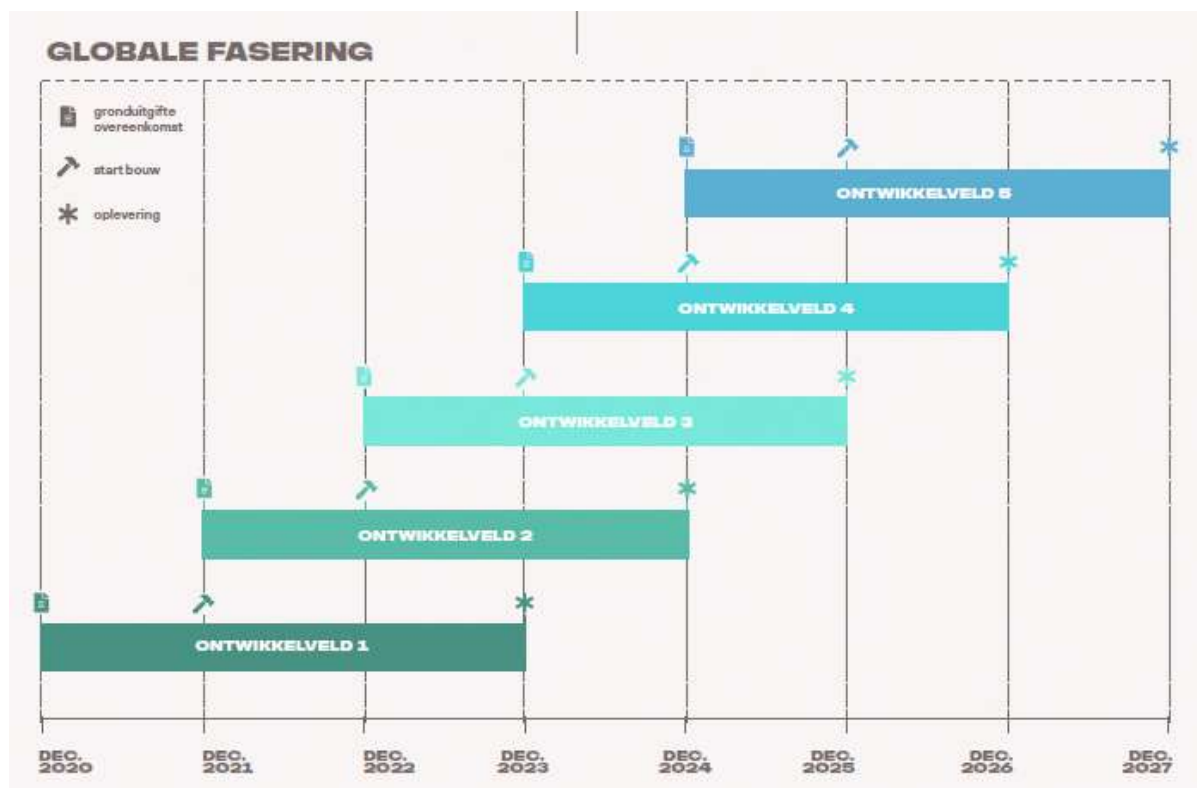 GLOBALE FASERING
gronduitgifte
overeenkomst
start bouw
oplevering
ONTWIKKELVELD 5
ONTWIKKELVELD 4
ONTWIKKELVELD 3
ONTWIKKELVELD 2
ONTWIKKELVELD 1
DEC. 2020
DEC. 2021
DEC. 2022
DEC. 2023
DEC. 2024
DEC. 2025
DEC. 2026
DEC. 2027